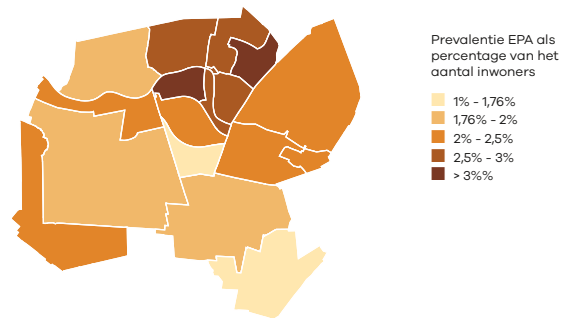 Prevalentie EPA als
percentage van het
aantal inwoners
1% - 1,76%
1,76% - 2%
2% - 2,5%
2,5% - 3%
> 3%%